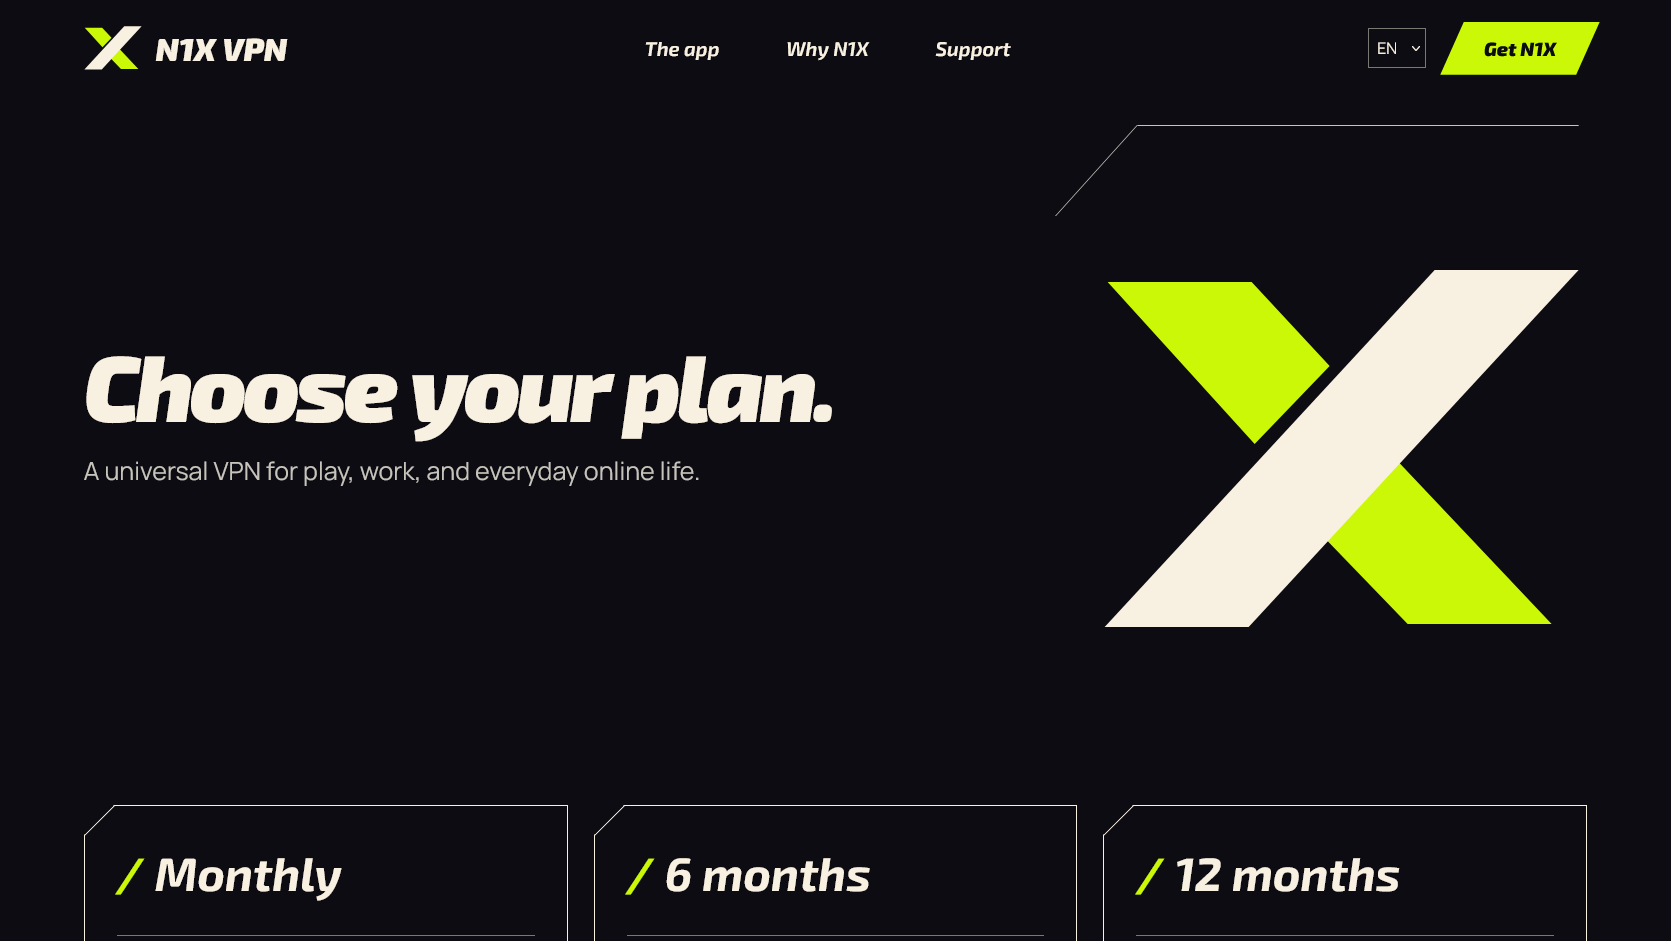 N1X VPN
The app
Why N1X
Support
EN
Get N1X
Choose your plan.
A universal VPN for play, work, and everyday online life.
/ Monthly
/ 6 months
/ 12 months